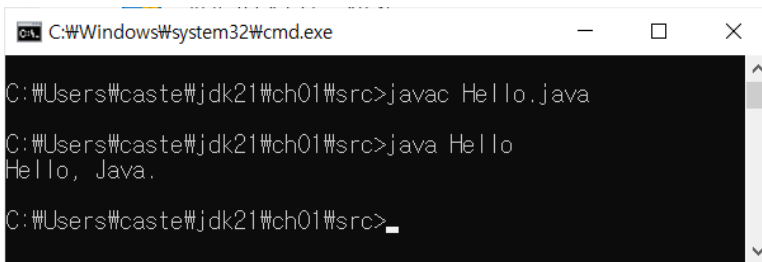 C:₩Windows₩system32₩cmd.exe
C:₩Users₩caste₩jdk21₩ch01₩src>javac Hello.java
C:₩Users₩caste₩jdk21₩ch01₩src>java Hello
Hello, Java.
C:₩Users₩caste₩jdk21₩ch01₩src>